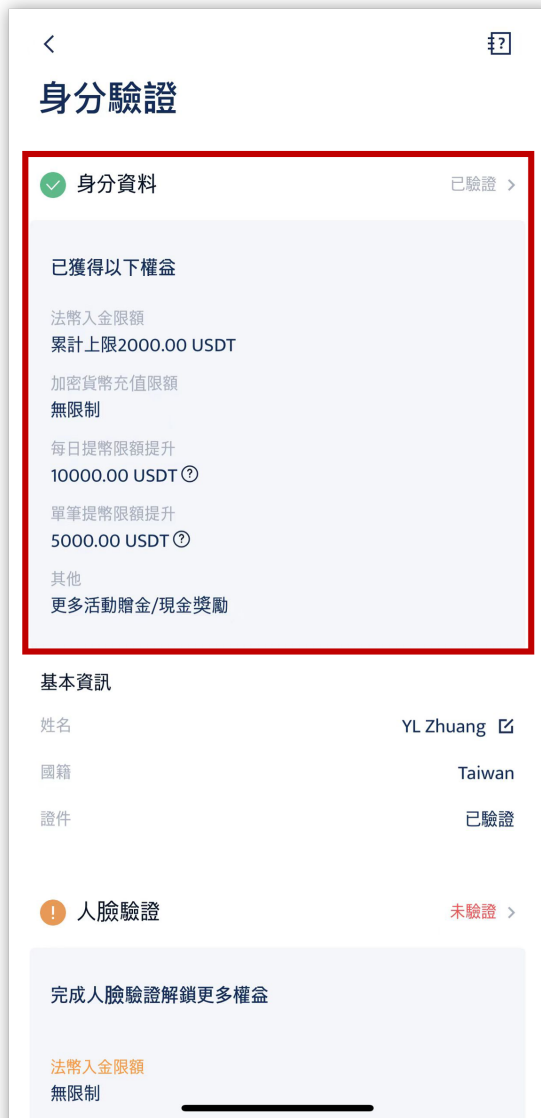 身分驗證
身分資料
已驗證
已獲得以下權益
法幣入金限額
累計上限2000.00 USDT
加密貨幣充值限額
無限制
每日提幣限額提升
10000.00 USDT
單筆提幣限額提升
5000.00 USDT
其他
更多活動贈金/現金獎勵
基本資訊
姓名
YL Zhuang
國籍
Taiwan
證件
已驗證
人臉驗證
未驗證
完成人臉驗證解鎖更多權益
法幣入金限額
無限制